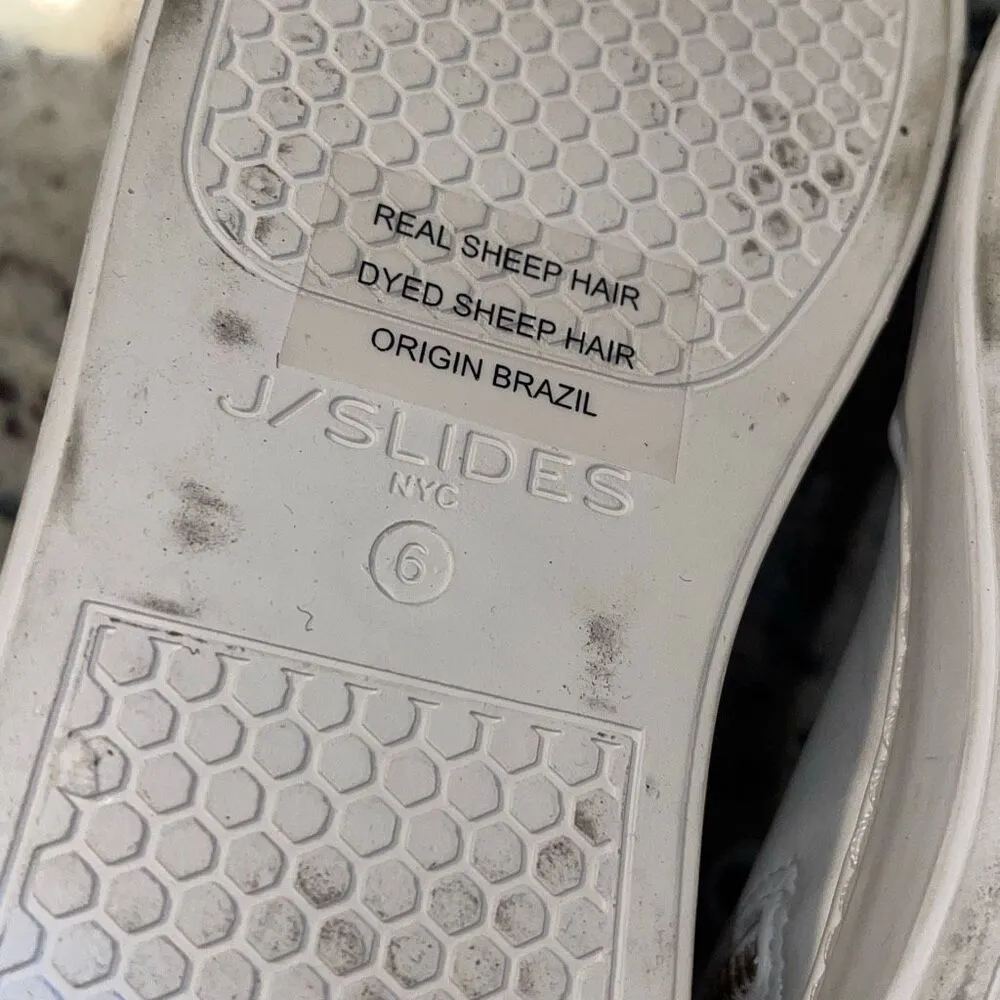 REAL SHEEP HAIR
DYED SHEEP HAIR
ORIGIN BRAZIL
J/SLIDES
NYC
6